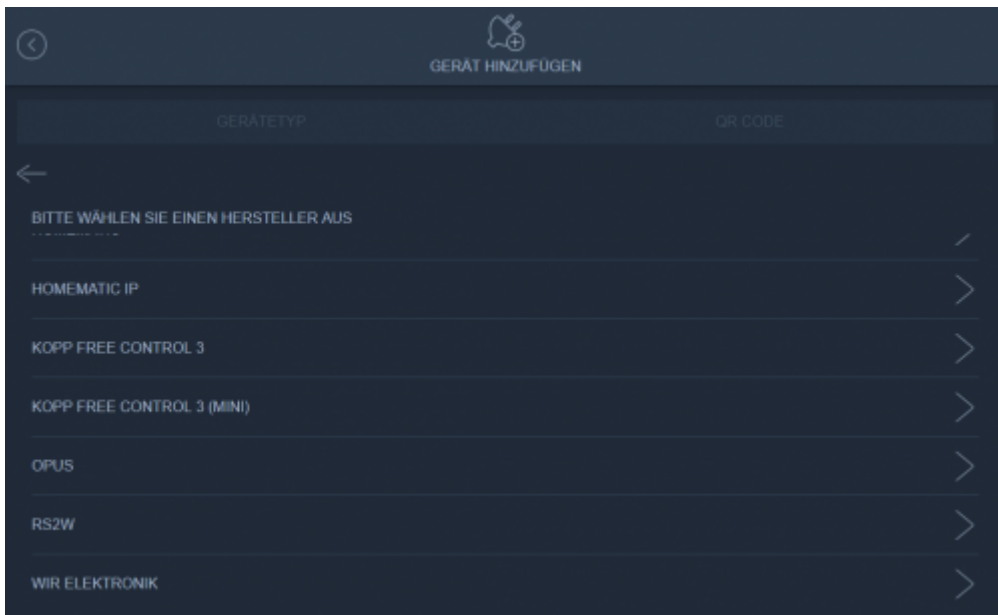 GERÄT HINZUFÜGEN
GERÄTETYP
QR CODE
BITTE WÄHLEN SIE EINEN HERSTELLER AUS
HOMEMATIC IP
KOPP FREE CONTROL 3
KOPP FREE CONTROL 3 (MINI)
OPUS
RS2W
WIR ELEKTRONIK